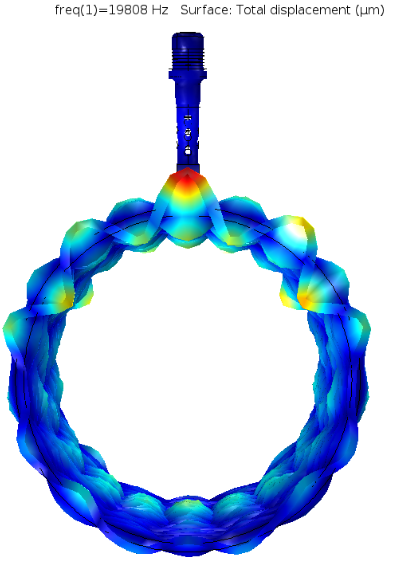 freq(1)=19808 Hz   Surface: Total displacement (µm)